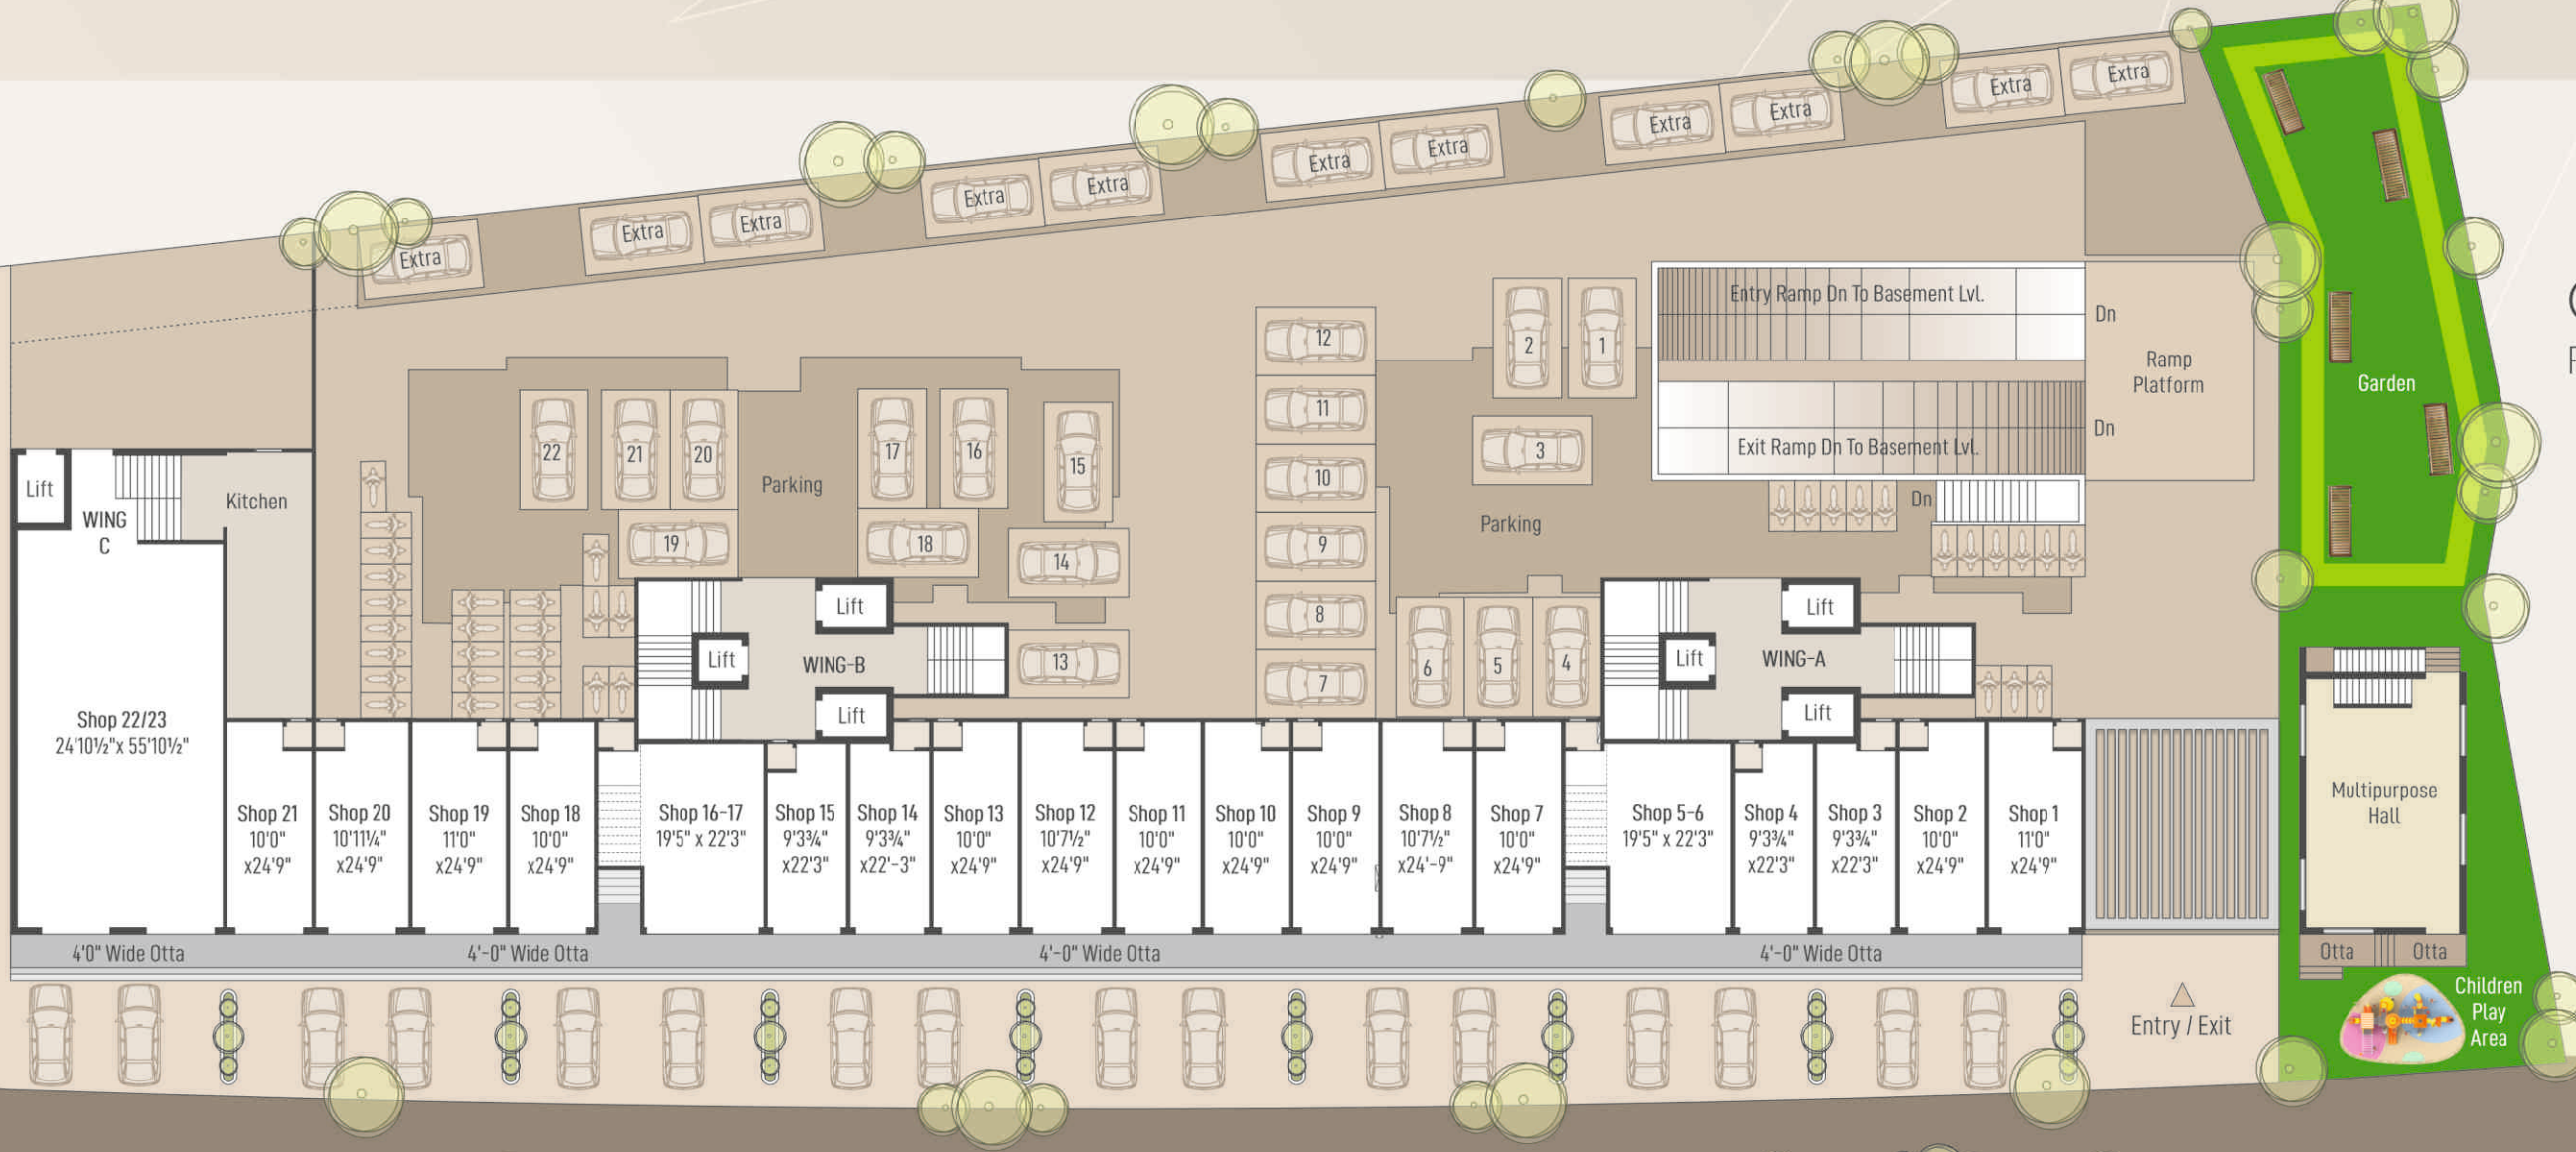 Extra
Extra
Extra
Extra
Extra
Extra
Extra
Extra
Extra
Extra
Extra
Entry Ramp Dn To Basement Lvl.
Dn
Ramp
Platform
Exit Ramp Dn To Basement Lvl.
Dn
Dn
Garden
2
1
3
12
11
10
9
8
7
6
5
4
Parking
22
21
20
19
Parking
17
16
15
18
14
13
Lift
WING
C
Kitchen
Lift
Lift
WING-B
Lift
Lift
Lift
WING-A
Lift
Shop 22/23
24'10½"x 55'10½"
Shop 21
10'0"
x24'9"
Shop 20
10'11¼"
x24'9"
Shop 19
11'0"
x24'9"
Shop 18
10'0"
x24'9"
Shop 16-17
19'5" x 22'3"
Shop 15
9'3¾"
x22'3"
Shop 14
9'3¾"
x22'-3"
Shop 13
10'0"
x24'9"
Shop 12
10'7½"
x24'9"
Shop 11
10'0"
x24'9"
Shop 10
10'0"
x24'9"
Shop 9
10'0"
x24'9"
Shop 8
10'7½"
x24'-9"
Shop 7
10'0"
x24'9"
Shop 5-6
19'5" x 22'3"
Shop 4
9'3¾"
x22'3"
Shop 3
9'3¾"
x22'3"
Shop 2
10'0"
x24'9"
Shop 1
11'0"
x24'9"
Multipurpose
Hall
4'0" Wide Otta
4'-0" Wide Otta
4'-0" Wide Otta
4'-0" Wide Otta
Otta
Otta
Entry / Exit
Children
Play
Area